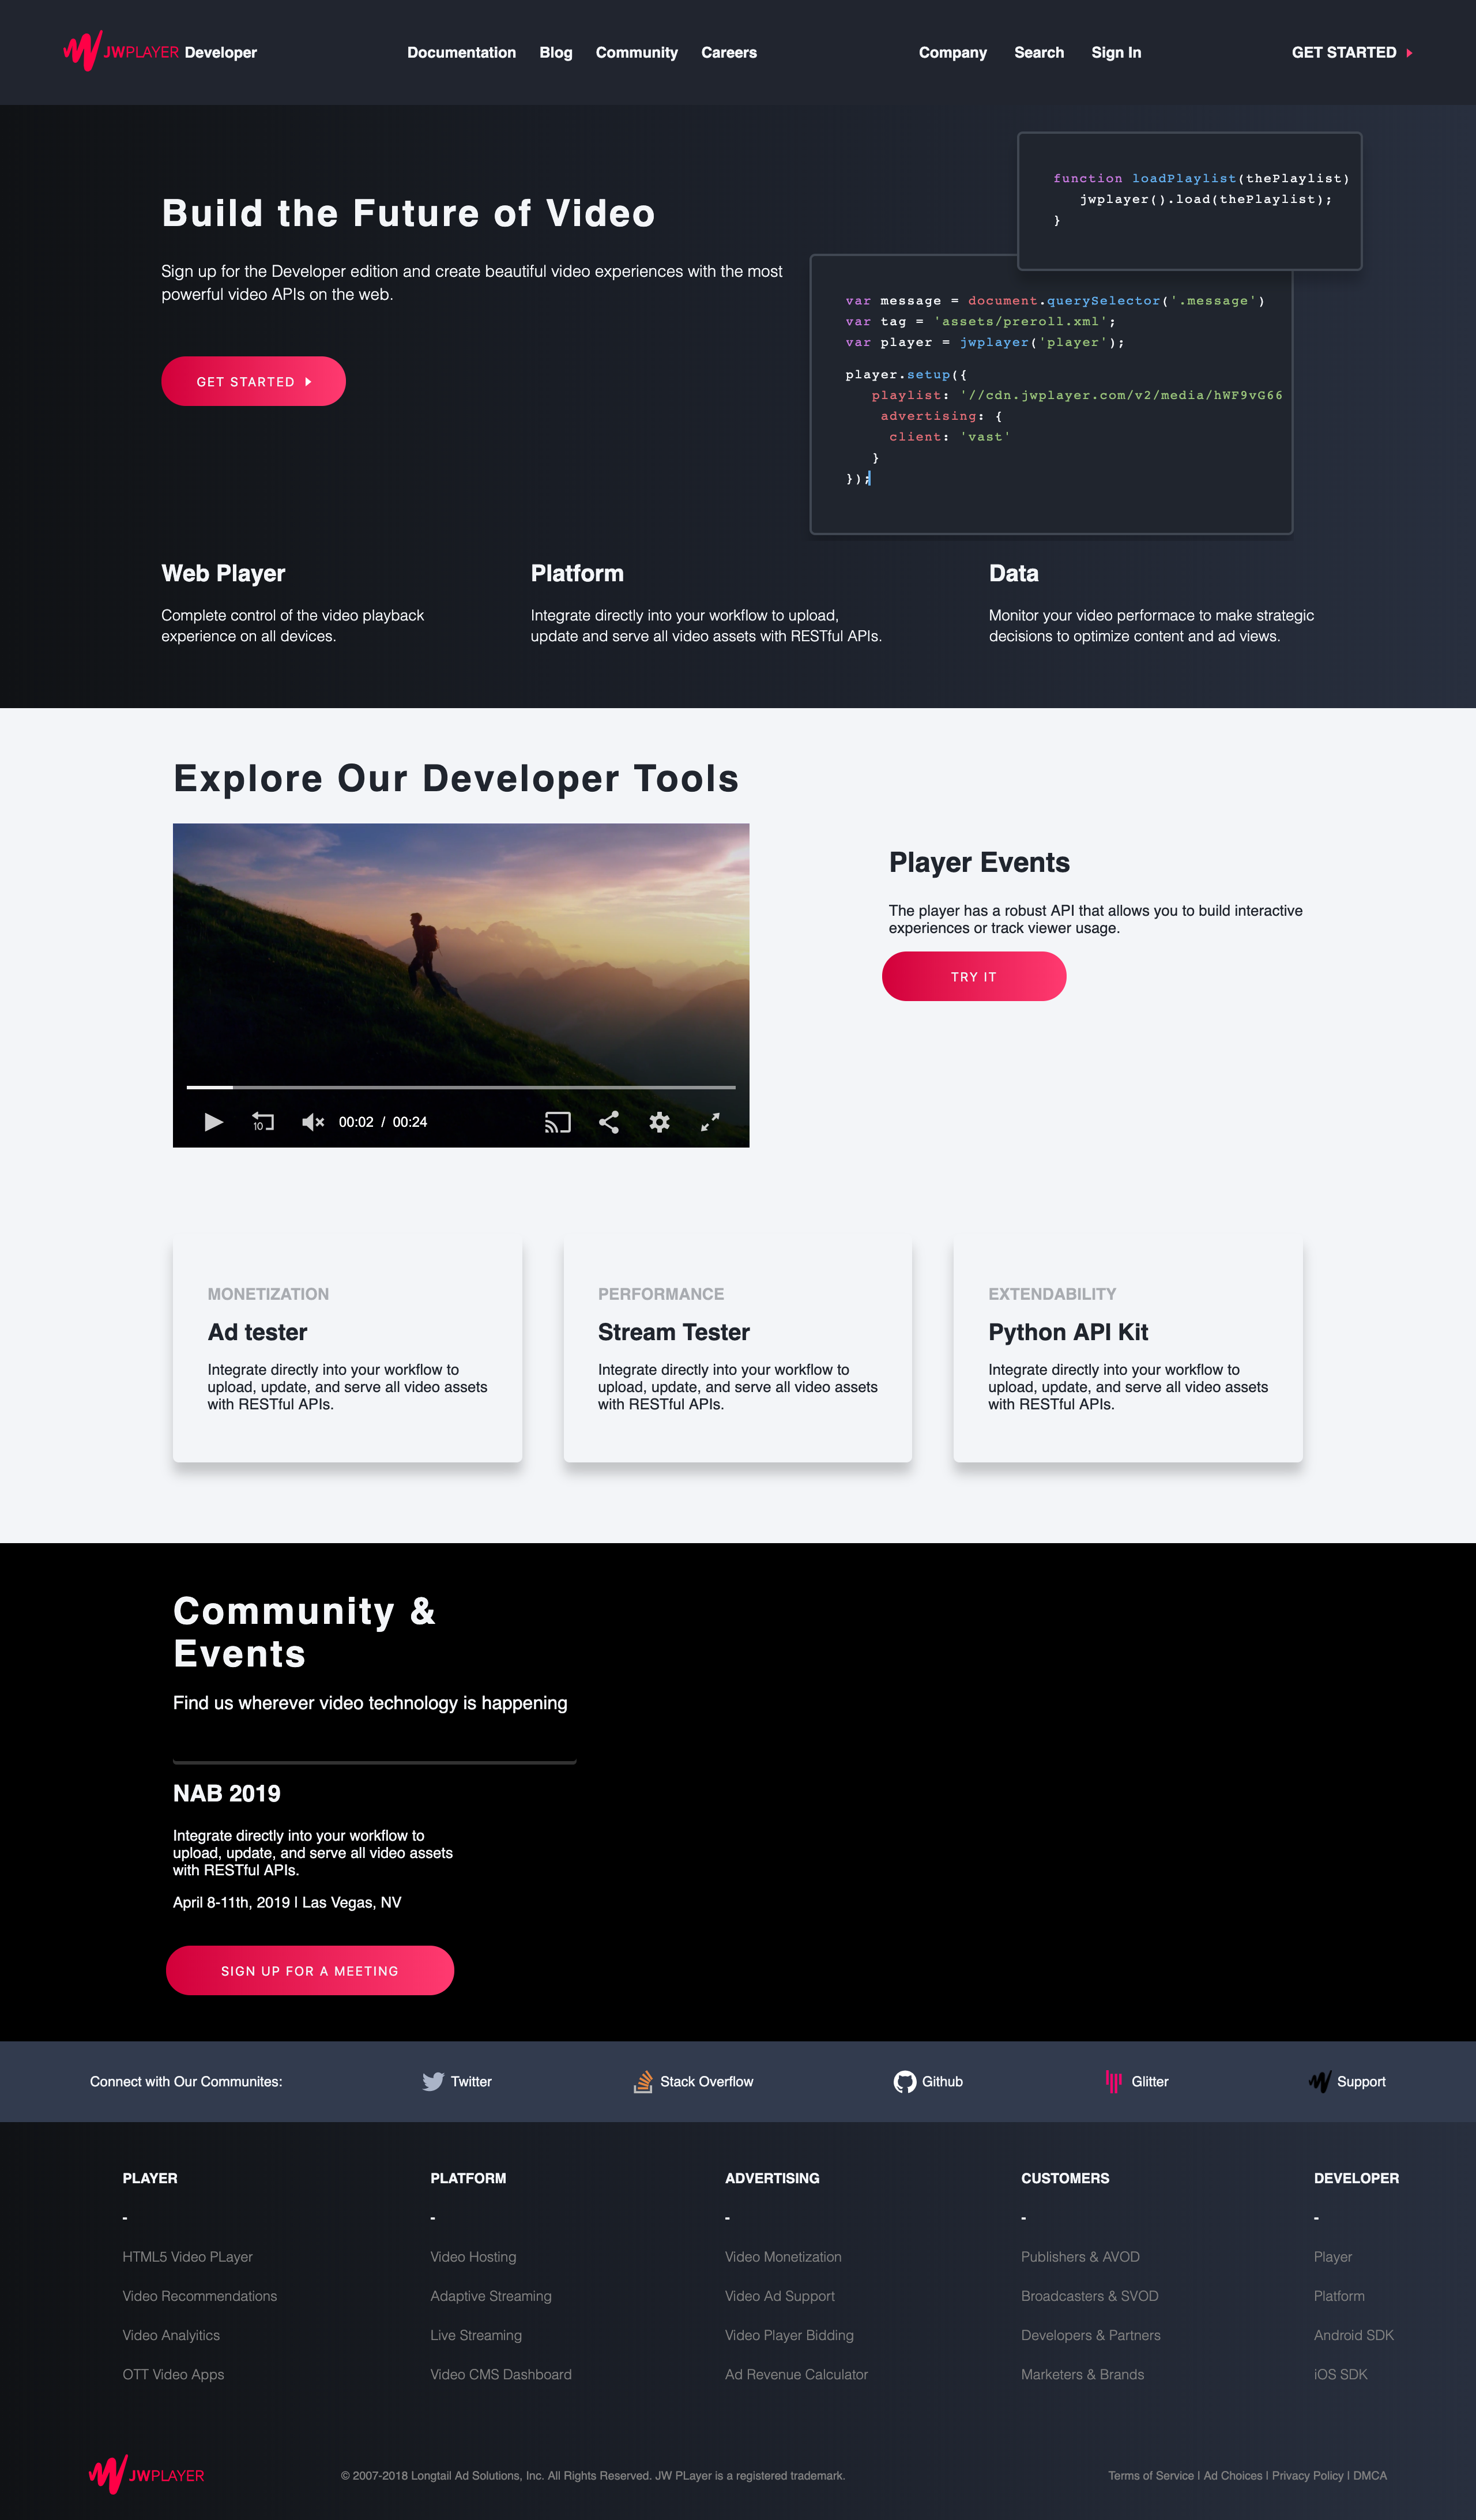 JWPLAYER Developer
Documentation Blog Community Careers
Company Search Sign In
GET STARTED
Build the Future of Video
Sign up for the Developer edition and create beautiful video experiences with the most
powerful video APIs on the web.
GET STARTED
function loadPlaylist(thePlaylist)
jwplayer().load(thePlaylist);
}
var message = document.querySelector('.message')
var tag = 'assets/preroll.xml';
var player = jwplayer('player');
player.setup({
playlist: '//cdn.jwplayer.com/v2/media/hWF9vG66
advertising: {
client: 'vast'
}
});
Web Player
Complete control of the video playback
experience on all devices.
Platform
Integrate directly into your workflow to upload,
update and serve all video assets with RESTful APIs.
Data
Monitor your video performace to make strategic
decisions to optimize content and ad views.
Explore Our Developer Tools
10
00:02 / 00:24
Player Events
The player has a robust API that allows you to build interactive
experiences or track viewer usage.
TRY IT
MONETIZATION
Ad tester
Integrate directly into your workflow to
upload, update, and serve all video assets
with RESTful APIs.
PERFORMANCE
Stream Tester
Integrate directly into your workflow to
upload, update, and serve all video assets
with RESTful APIs.
EXTENDABILITY
Python API Kit
Integrate directly into your workflow to
upload, update, and serve all video assets
with RESTful APIs.
Community &
Events
Find us wherever video technology is happening
NAB 2019
Integrate directly into your workflow to
upload, update, and serve all video assets
with RESTful APIs.
April 8-11th, 2019 | Las Vegas, NV
SIGN UP FOR A MEETING
Connect with Our Communites:
Twitter
Stack Overflow
Github
Glitter
Support
PLAYER
-
HTML5 Video PLayer
Video Recommendations
Video Analyitics
OTT Video Apps
PLATFORM
-
Video Hosting
Adaptive Streaming
Live Streaming
Video CMS Dashboard
ADVERTISING
-
Video Monetization
Video Ad Support
Video Player Bidding
Ad Revenue Calculator
CUSTOMERS
-
Publishers & AVOD
Broadcasters & SVOD
Developers & Partners
Marketers & Brands
DEVELOPER
-
Player
Platform
Android SDK
iOS SDK
JWPLAYER
© 2007-2018 Longtail Ad Solutions, Inc. All Rights Reserved. JW PLayer is a registered trademark.
Terms of Service | Ad Choices | Privacy Policy | DMCA